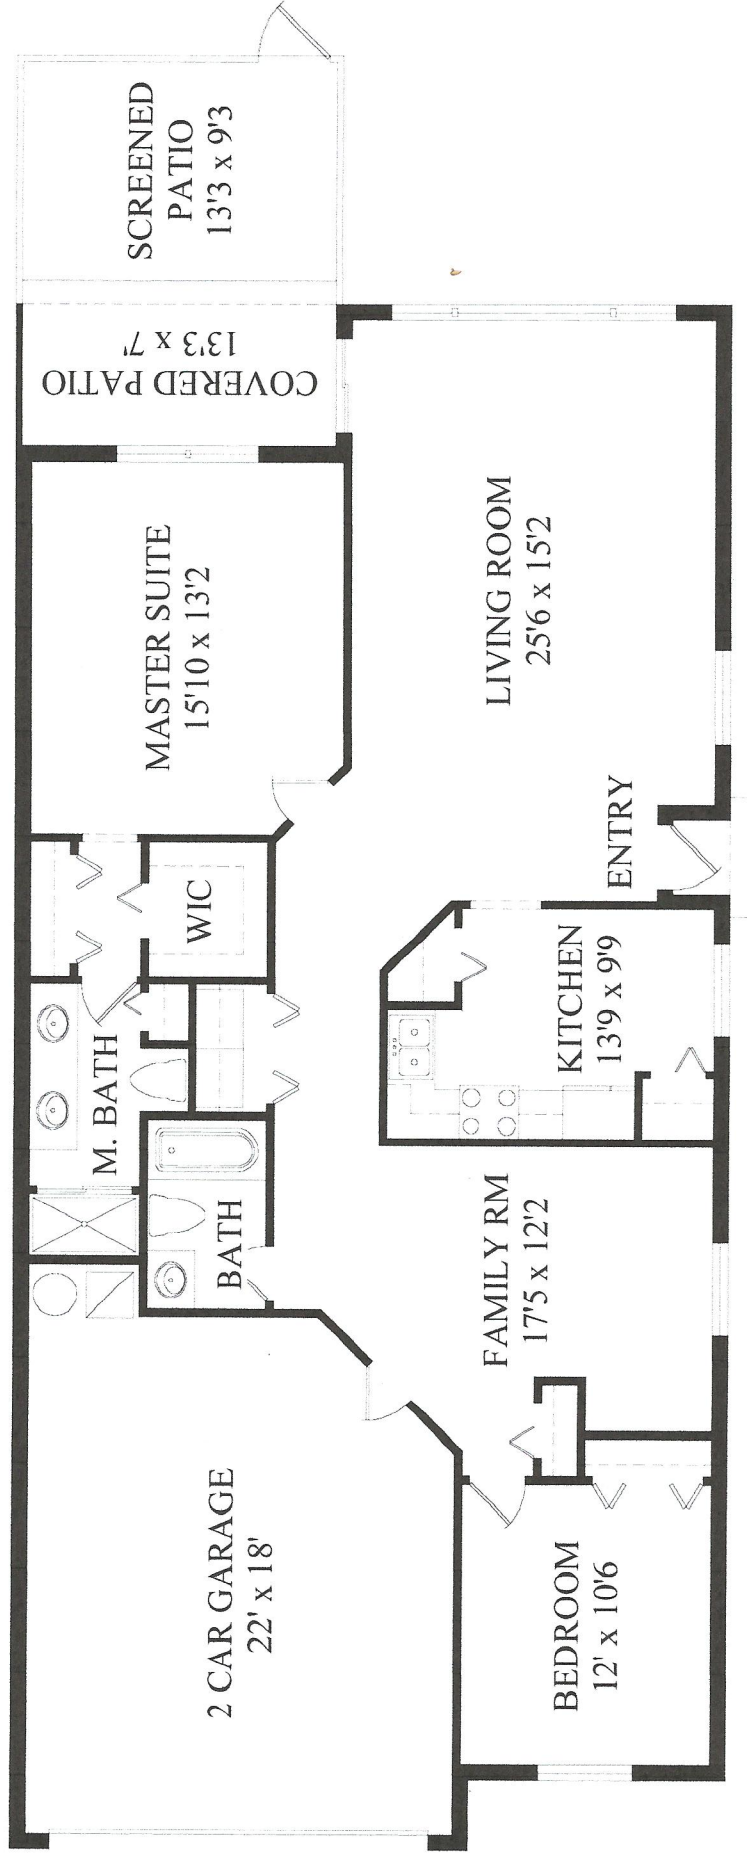 SCREENED
PATIO
13'3 x 9'3
COVERED PATIO
13'3 x 7'
MASTER SUITE
15'10 x 13'2
LIVING ROOM
25'6 x 15'2
ENTRY
WIC
KITCHEN
13'9 x 9'9
M. BATH
BATH
FAMILY RM
17'5 x 12'2
2 CAR GARAGE
22' x 18'
BEDROOM
12' x 10'6